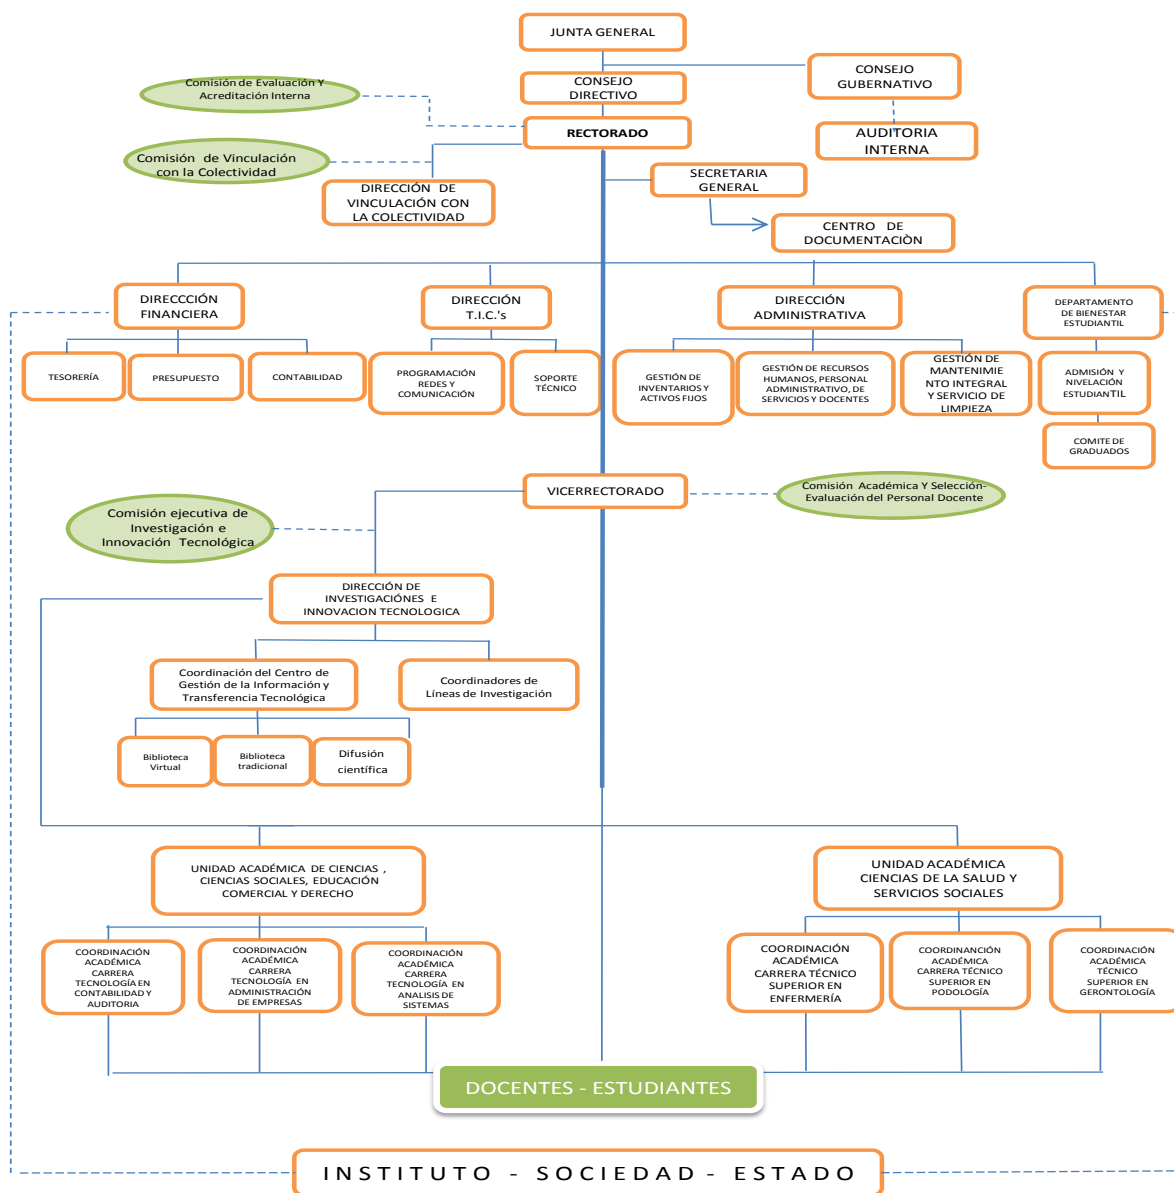 JUNTA GENERAL
CONSEJO
DIRECTIVO
CONSEJO
GUBERNATIVO
Comisión de Evaluación Y
Acreditación Interna
RECTORADO
AUDITORIA
INTERNA
Comisión de Vinculación
con la Colectividad
DIRECCIÓN DE
VINCULACIÓN CON
LA COLECTIVIDAD
SECRETARIA
GENERAL
CENTRO DE
DOCUMENTACIÒN
DIRECCCIÓN
FINANCIERA
DIRECCIÓN
T.I.C.'s
DIRECCIÓN
ADMINISTRATIVA
DEPARTAMENTO
DE BIENESTAR
ESTUDIANTIL
TESORERÍA
PRESUPUESTO
CONTABILIDAD
PROGRAMACIÓN
REDES Y
COMUNICACIÓN
SOPORTE
TÉCNICO
GESTIÓN DE
INVENTARIOS Y
ACTIVOS FIJOS
GESTIÓN DE RECURSOS
HUMANOS, PERSONAL
ADMINISTRATIVO, DE
SERVICIOS Y DOCENTES
GESTIÓN DE
MANTENIMIE
NTO INTEGRAL
Y SERVICIO DE
LIMPIEZA
ADMISIÓN Y
NIVELACIÓN
ESTUDIANTIL
COMITE DE
GRADUADOS
VICERRECTORADO
Comisión Académica Y Selección-
Evaluación del Personal Docente
Comisión ejecutiva de
Investigación e
Innovación Tecnológica
DIRECCIÓN DE
INVESTIGACIÓNES E
INNOVACION TECNOLOGICA
Coordinación del Centro de
Gestión de la Información y
Transferencia Tecnológica
Coordinadores de
Líneas de Investigación
Biblioteca
Virtual
Biblioteca
tradicional
Difusión
científica
UNIDAD ACADÉMICA DE CIENCIAS ,
CIENCIAS SOCIALES, EDUCACIÓN
COMERCIAL Y DERECHO
UNIDAD ACADÉMICA
CIENCIAS DE LA SALUD Y
SERVICIOS SOCIALES
COORDINACIÓN
ACADÉMICA
CARRERA
TECNOLOGÍA EN
CONTABILIDAD Y
AUDITORIA
COORDINACIÓN
ACADÉMICA
CARRERA
TECNOLOGÍA EN
ADMINISTRACIÓN
DE EMPRESAS
COORDINACIÓN
ACADÉMICA
CARRERA
TECNOLOGÍA EN
ANALISIS DE
SISTEMAS
COORDINACIÓN
ACADÉMICA
CARRERA TÉCNICO
SUPERIOR EN
ENFERMERÍA
COORDINANCIÓN
ACADÉMICA
CARRERA TÉCNICO
SUPERIOR EN
PODOLOGÍA
COORDINACIÓN
ACADÉMICA
TÉCNICO
SUPERIOR EN
GERONTOLOGÍA
DOCENTES - ESTUDIANTES
INSTITUTO - SOCIEDAD - ESTADO